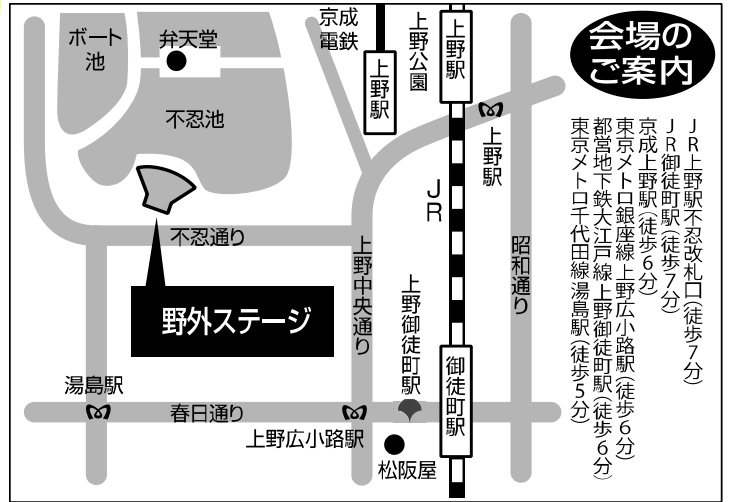 会場の
ご案内
JR上野駅不忍改札口(徒歩7分)
JR御徒町駅(徒歩7分)
京成上野駅(徒歩6分)
東京メトロ銀座線 上野広小路駅(徒歩6分)
都営地下鉄大江戸線 上野御徒町駅(徒歩6分)
東京メトロ千代田線 湯島駅(徒歩5分)
上野駅
上野公園
京成
電鉄
上野駅
弁天堂
ボート
池
不忍池
上野駅
JR
昭和通り
不忍通り
上野中央通り
野外ステージ
上野御徒町駅
御徒町駅
湯島駅
春日通り
上野広小路駅
松阪屋